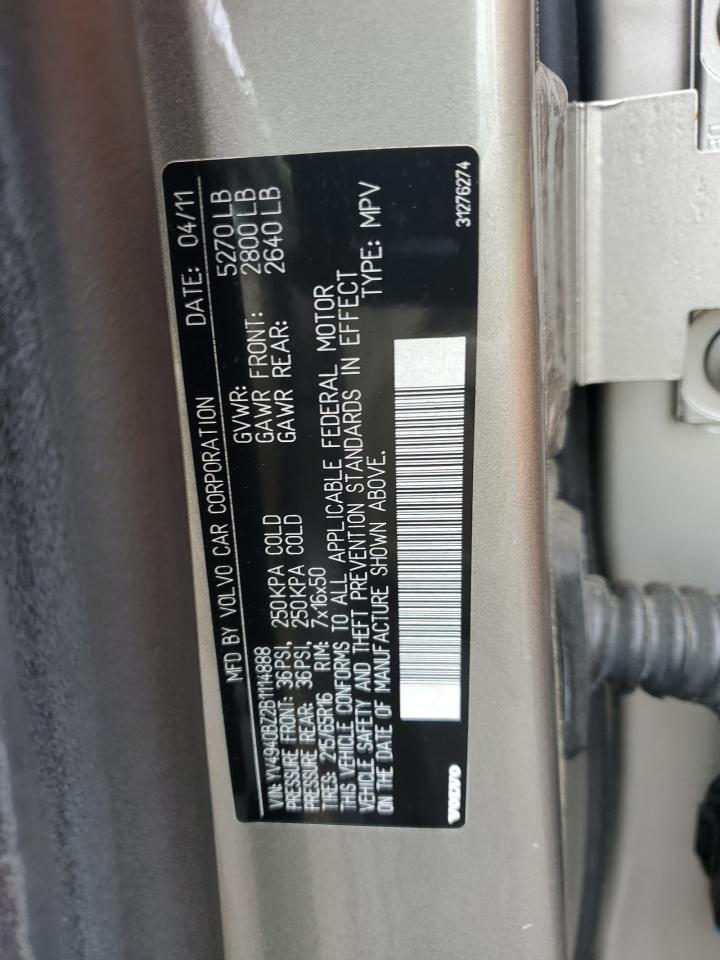 MFD BY VOLVO CAR CORPORATION DATE: 04/11
VIN: YV4940BZ2B1114888 GVWR: 5270 LB
PRESSURE FRONT: 36PSI, 250KPA COLD GAWR FRONT: 2800 LB
PRESSURE REAR: 36PSI, 250KPA COLD GAWR REAR: 2640 LB
TIRES: 215/65R16 RIM: 7x16x50
THIS VEHICLE CONFORMS TO ALL APPLICABLE FEDERAL MOTOR
VEHICLE SAFETY AND THEFT PREVENTION STANDARDS IN EFFECT
ON THE DATE OF MANUFACTURE SHOWN ABOVE. TYPE: MPV
VOLVO 31276274